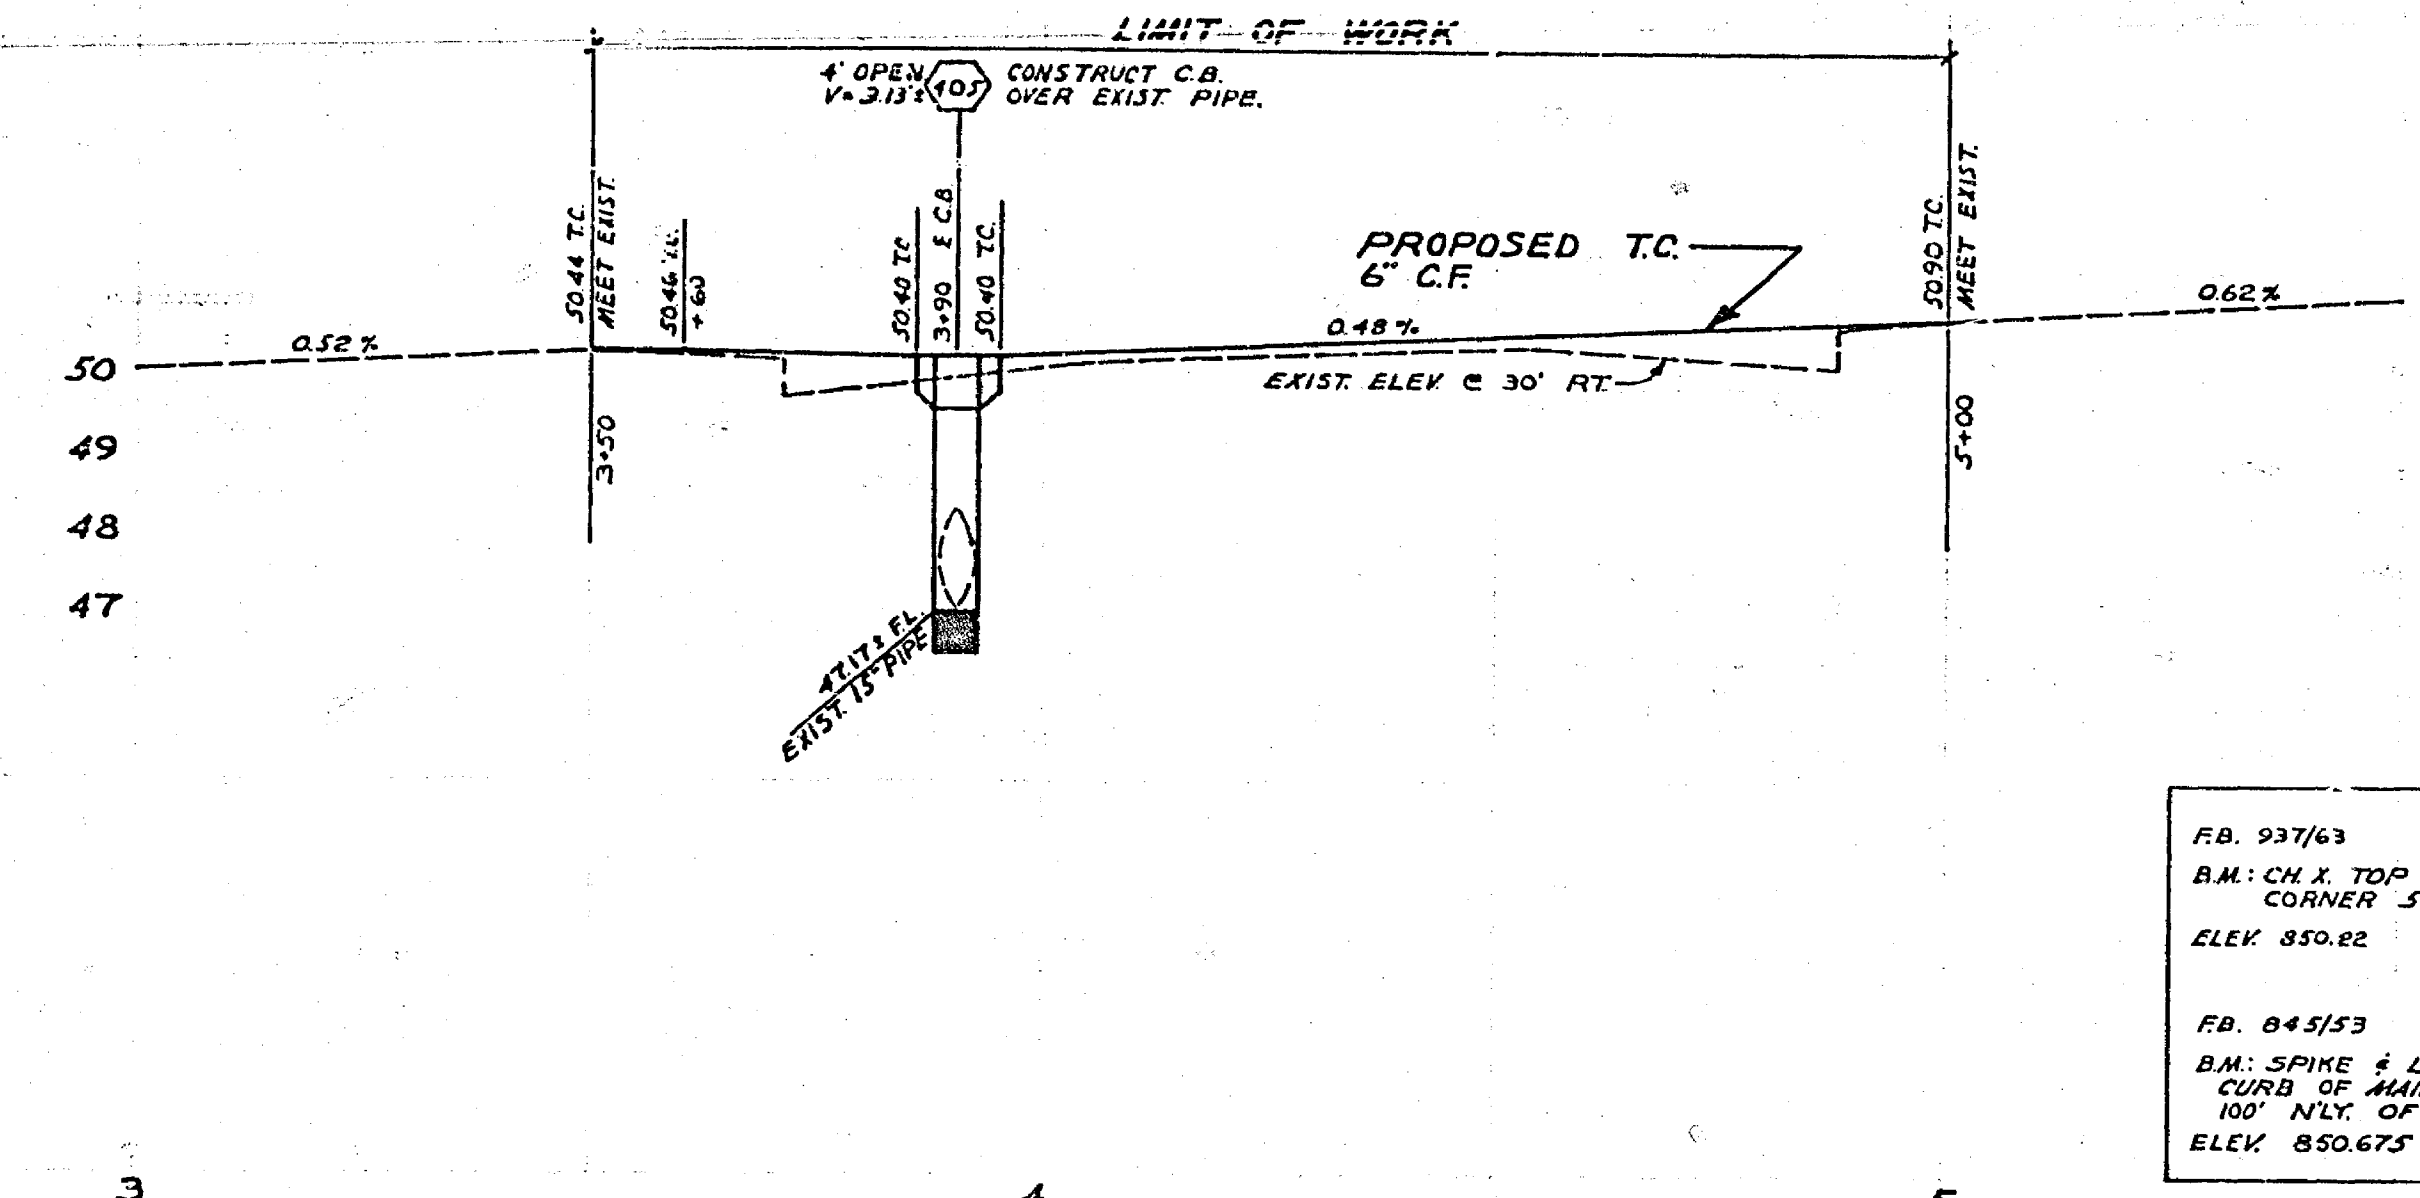 LIMIT OF WORK
4' OPEN
V= 3.13'±
405
CONSTRUCT C.B.
OVER EXIST. PIPE.
50.44 T.C.
MEET EXIST.
50.46 T.C.
+ 60
50.40 T.C.
3+90 ℄ C.B.
50.40 T.C.
PROPOSED T.C.
6" C.F.
50.90 T.C.
MEET EXIST.
0.52 %
0.48 %
0.62 %
EXIST. ELEV. @ 30' RT.
50
49
48
47
3+50
5+00
47.17± F.L.
EXIST. 15" PIPE
F.B. 937/63
B.M.: CH. X. TOP
CORNER
ELEV. 850.22
F.B. 845/53
B.M.: SPIKE &
CURB OF
100' N'LY. OF
ELEV. 850.675
3
4
5